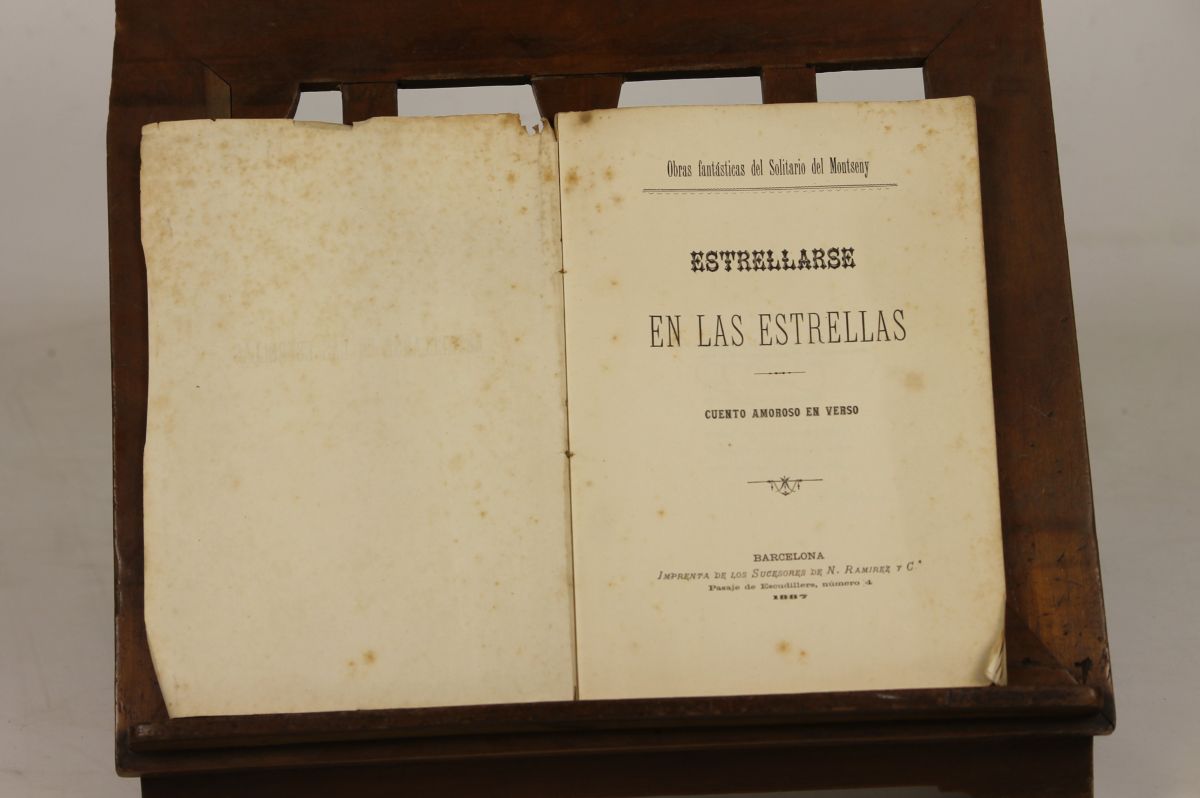 Obras fantásticas del Solitario del Montseny
ESTRELLARSE
EN LAS ESTRELLAS
CUENTO AMOROSO EN VERSO
BARCELONA
IMPRENTA DE LOS SUCESORES DE N. RAMIREZ Y C.ª
Pasaje de Escudillers, número 4
1887